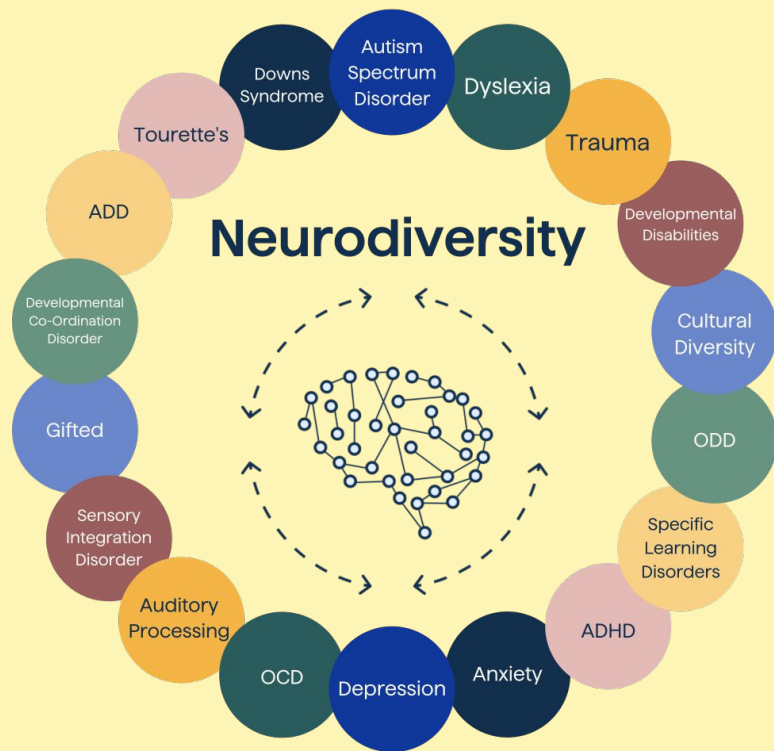 Neurodiversity
Autism
Spectrum
Disorder
Dyslexia
Trauma
Developmental
Disabilities
Cultural
Diversity
ODD
Specific
Learning
Disorders
ADHD
Anxiety
Depression
OCD
Auditory
Processing
Sensory
Integration
Disorder
Gifted
Developmental
Co-Ordination
Disorder
ADD
Tourette's
Downs
Syndrome